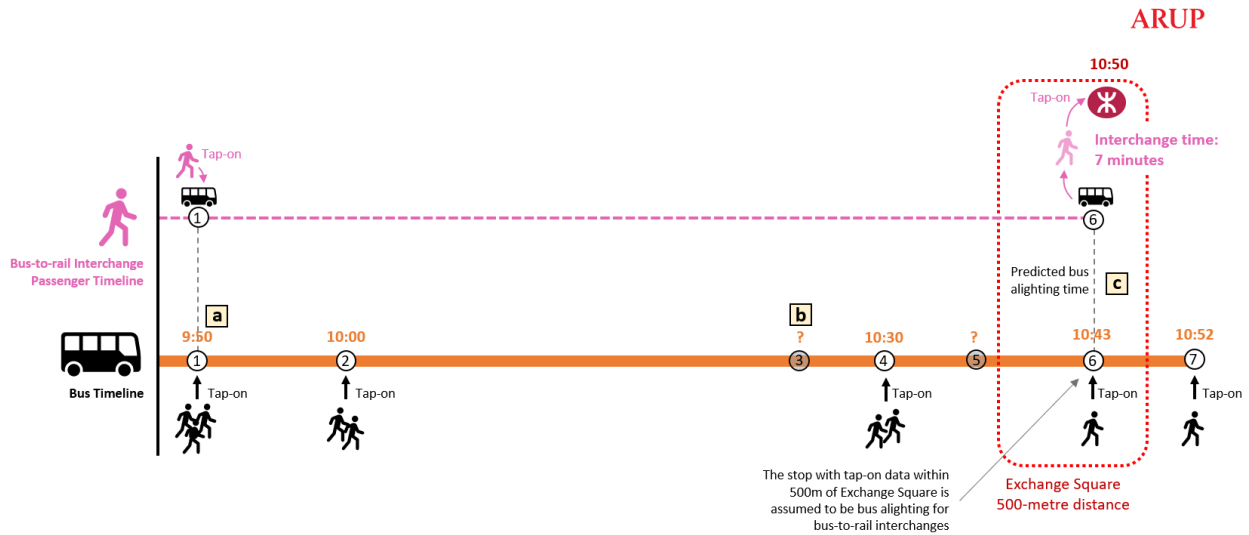 ARUP
10:50
Tap-on
Interchange time:
7 minutes
Tap-on
1
6
Bus-to-rail Interchange
Passenger Timeline
Predicted bus
alighting time
a
b
c
9:50
10:00
?
10:30
?
10:43
10:52
1
2
3
4
5
6
7
Bus Timeline
Tap-on
Tap-on
Tap-on
Tap-on
Tap-on
The stop with tap-on data within
500m of Exchange Square is
assumed to be bus alighting for
bus-to-rail interchanges
Exchange Square
500-metre distance